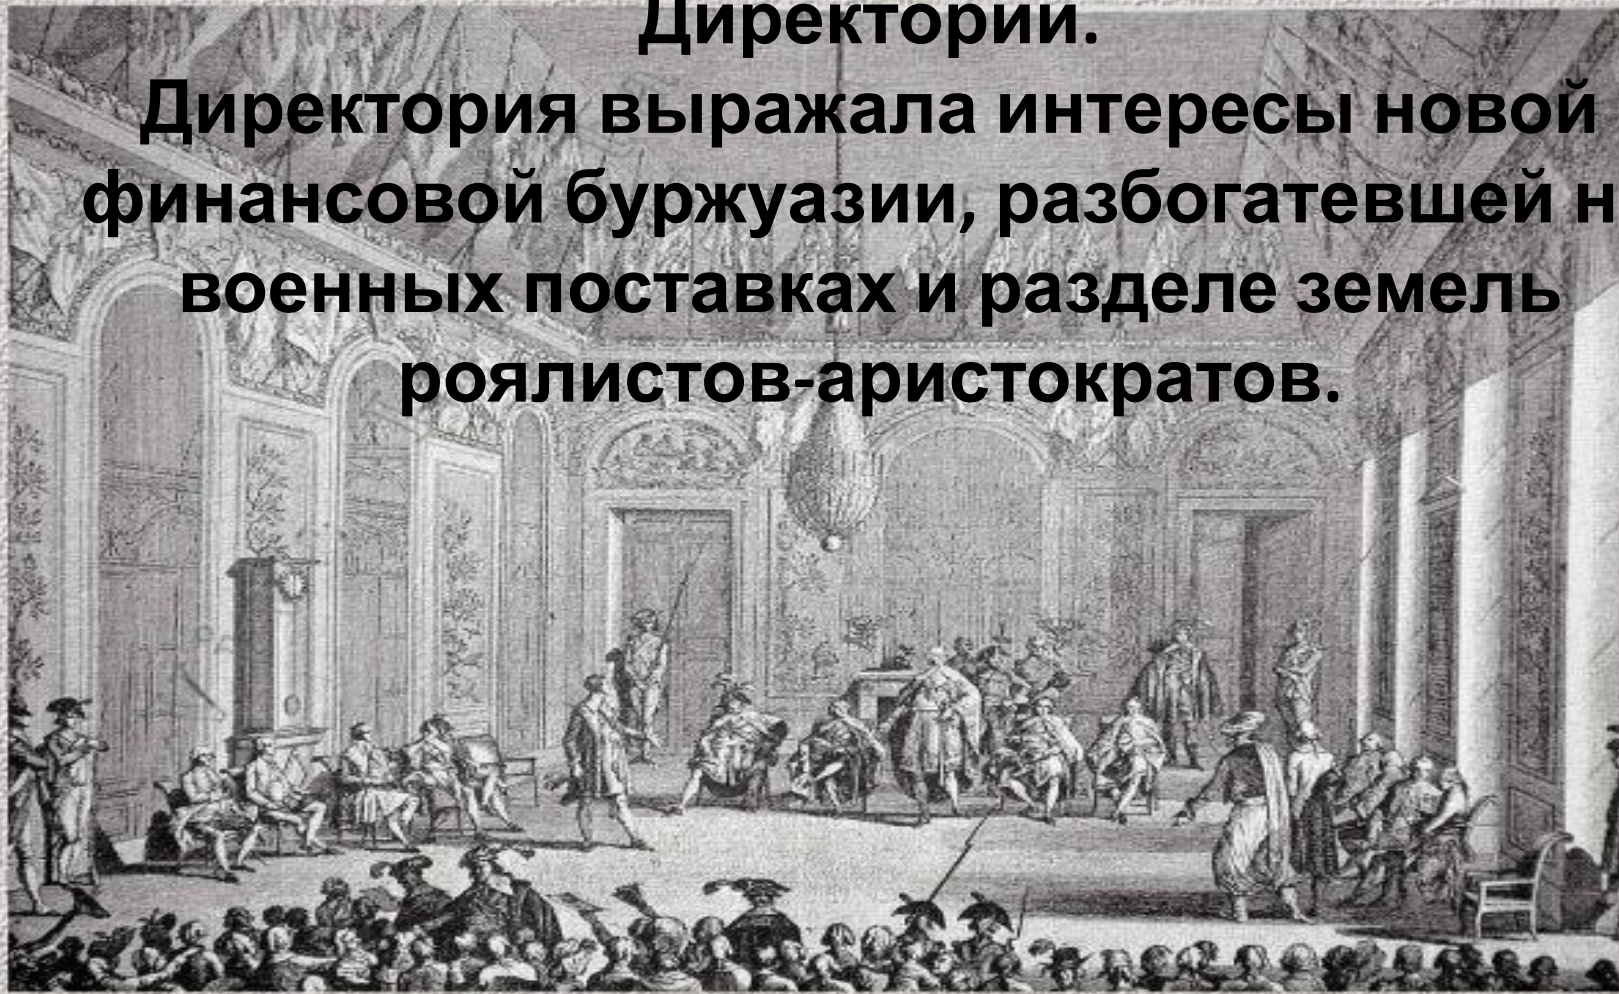 Директории.
Директория выражала интересы новой
финансовой буржуазии, разбогатевшей н
военных поставках и разделе земель
роялистов-аристократов.